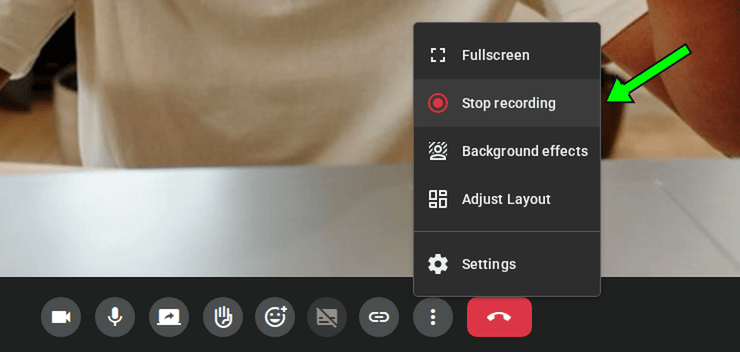 Fullscreen
Stop recording
Background effects
Adjust Layout
Settings